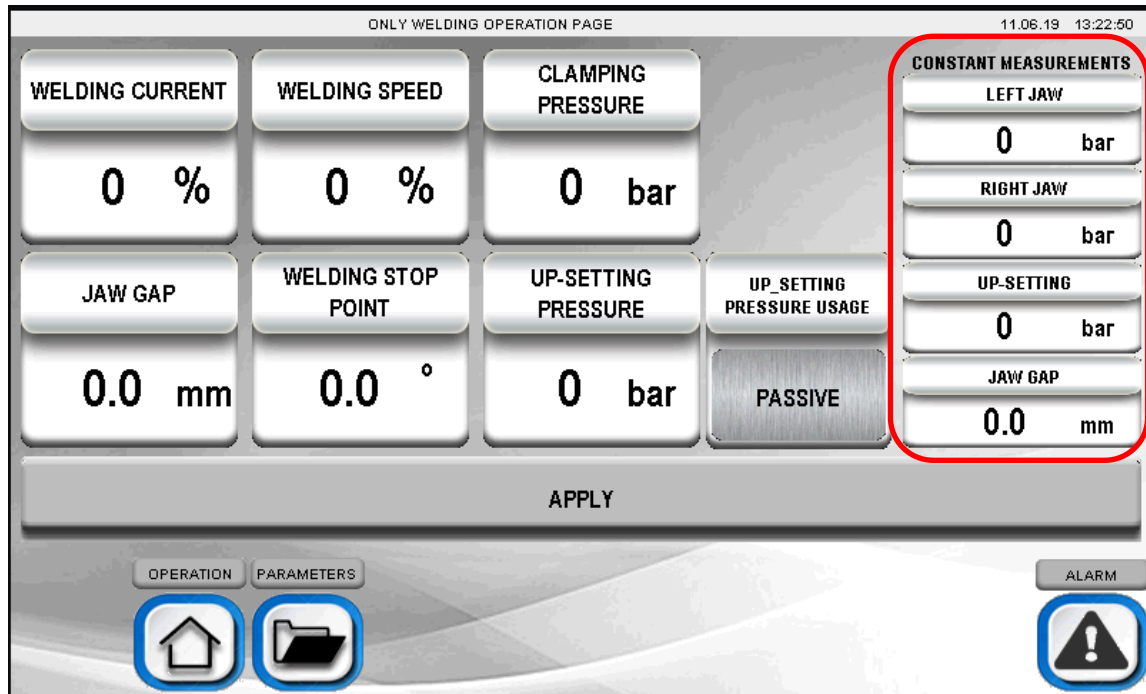 ONLY WELDING OPERATION PAGE
11.06.19 13:22:50
WELDING CURRENT
0 %
WELDING SPEED
0 %
CLAMPING
PRESSURE
0 bar
JAW GAP
0.0 mm
WELDING STOP
POINT
0.0 °
UP-SETTING
PRESSURE
0 bar
UP_SETTING
PRESSURE USAGE
PASSIVE
CONSTANT MEASUREMENTS
LEFT JAW
0 bar
RIGHT JAW
0 bar
UP-SETTING
0 bar
JAW GAP
0.0 mm
APPLY
OPERATION
PARAMETERS
ALARM